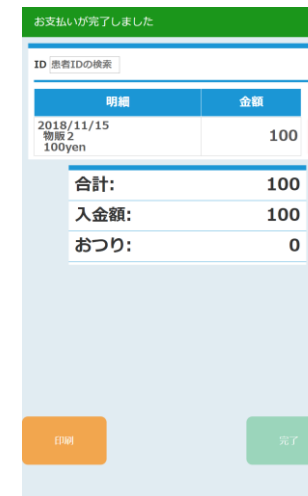 お支払いが完了しました
ID 患者IDの検索
明細 金額
2018/11/15
物販2 100
100yen
合計: 100
入金額: 100
おつり: 0
印刷 完了